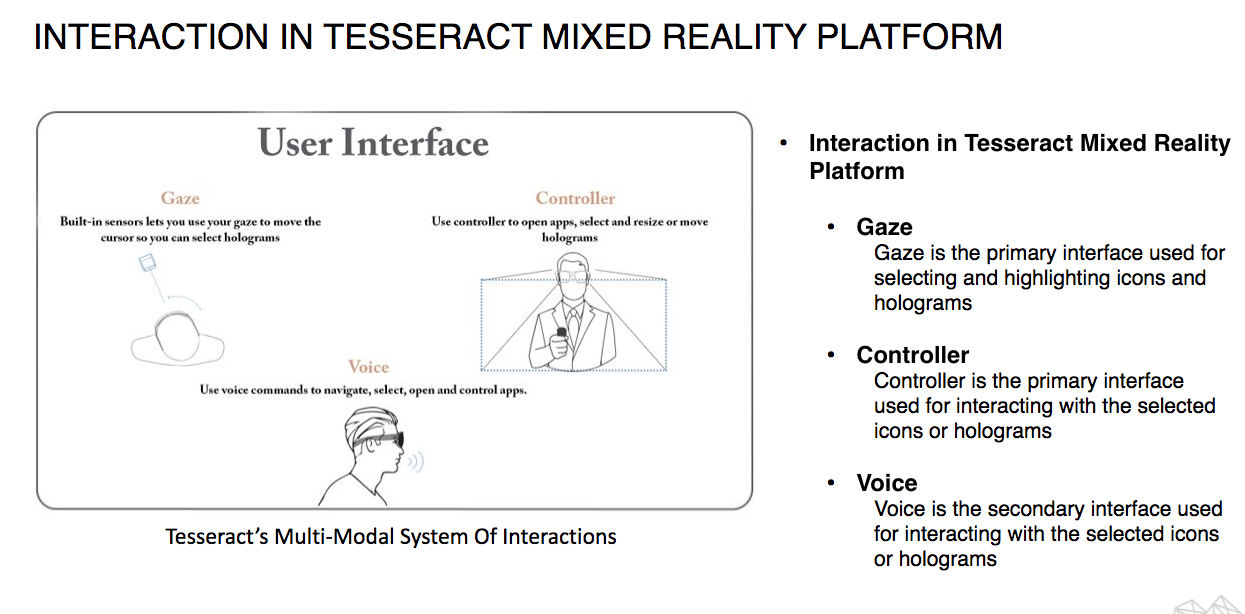 INTERACTION IN TESSERACT MIXED REALITY PLATFORM
User Interface
Gaze
Built-in sensors lets you use your gaze to move the
cursor so you can select holograms
Controller
Use controller to open apps, select and resize or move
holograms
Voice
Use voice commands to navigate, select, open and control apps.
Tesseract’s Multi-Modal System Of Interactions
• Interaction in Tesseract Mixed Reality
Platform
• Gaze
Gaze is the primary interface used for
selecting and highlighting icons and
holograms
• Controller
Controller is the primary interface
used for interacting with the selected
icons or holograms
• Voice
Voice is the secondary interface used
for interacting with the selected icons
or holograms